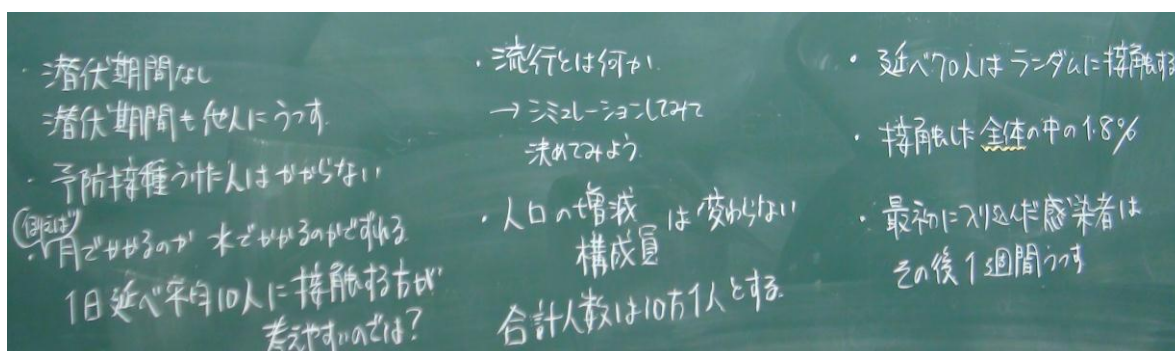 ・潜伏期間なし
潜伏期間も他人にうつす.
・予防接種うけた人はかからない
例えば
・月でかかるのか 水でかかるのかがずれる
1日延べ 10人に接触する方が
考えやすいのでは?
・流行とは何か.
→シミュレーションしてみて
決めてみよう.
・人口の増減
構成員
は変わらない
合計人数は10万1人とする.
・延べ70人はランダムに接触する
・接触した全体の中の1.8%
・最初に入り込んだ感染者は
その後1週間うつす